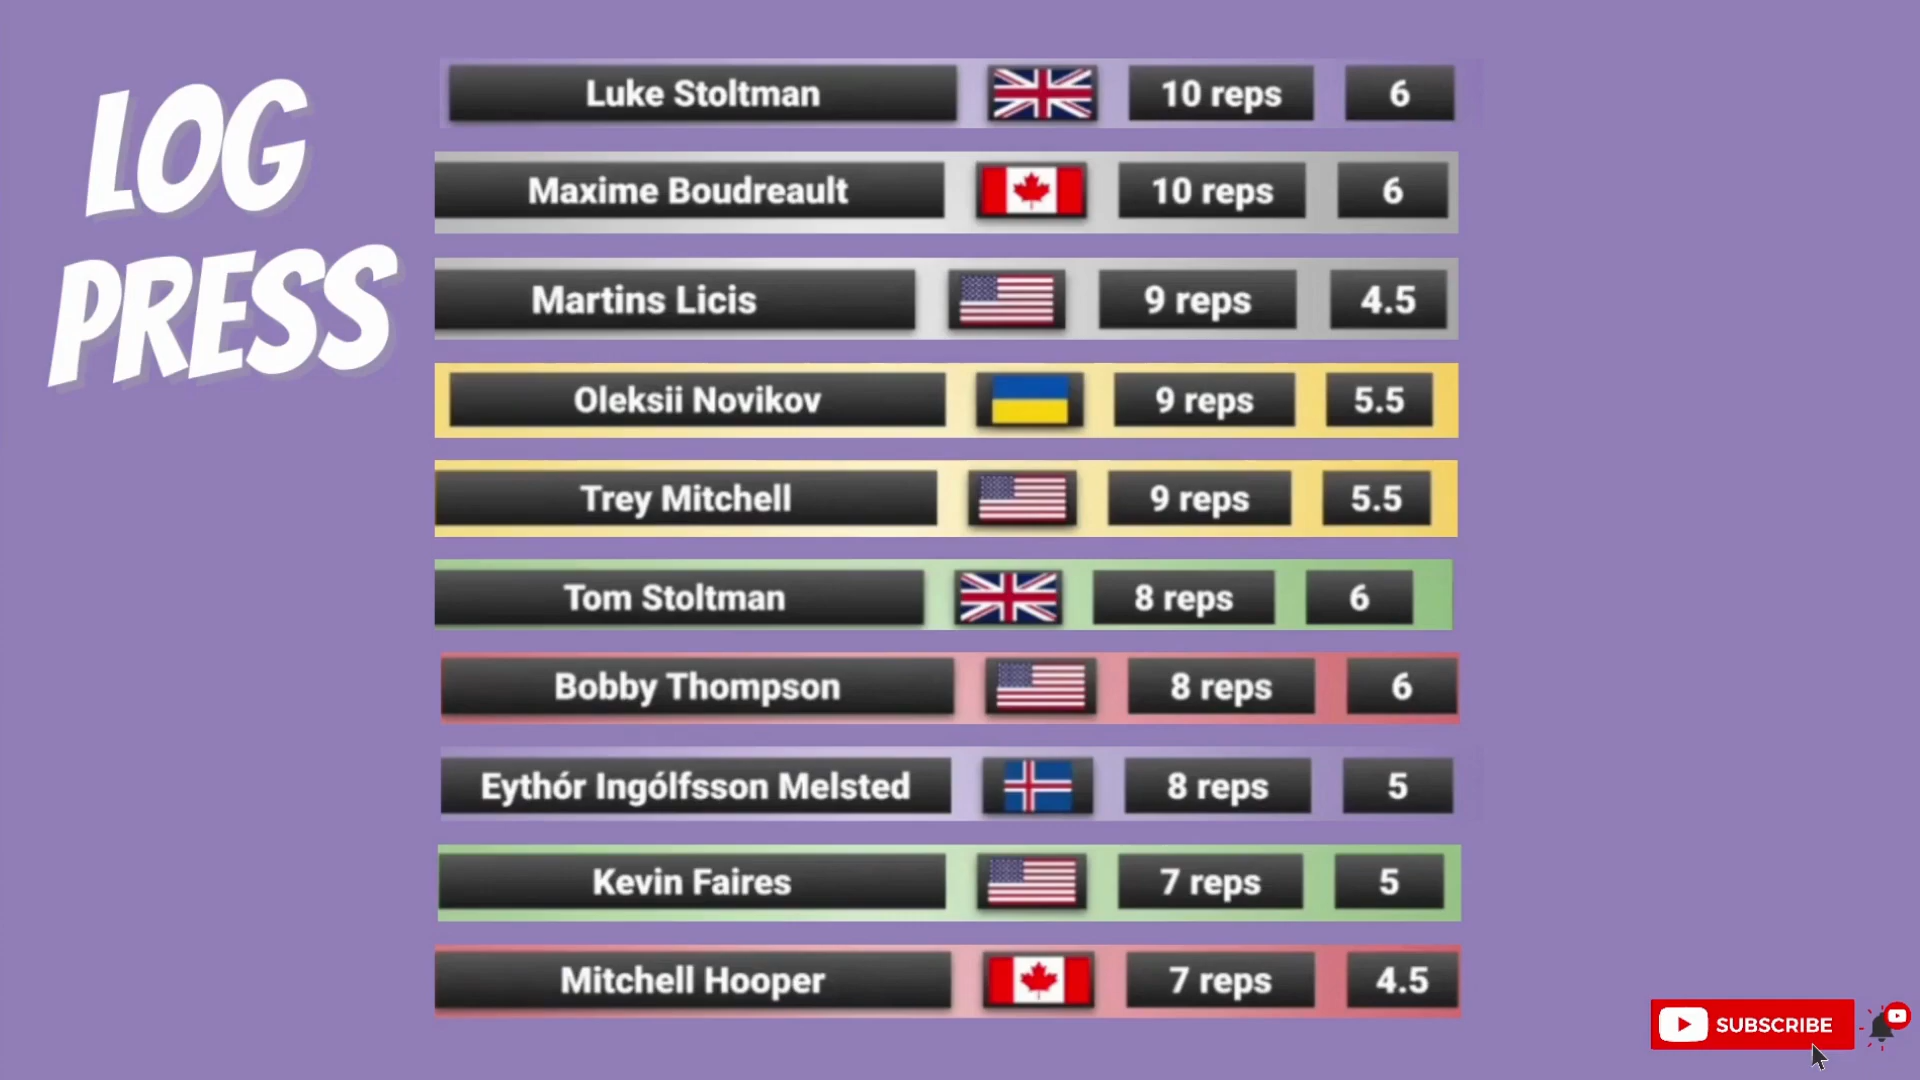 LOG
PRESS
Luke Stoltman 10 reps 6
Maxime Boudreault 10 reps 6
Martins Licis 9 reps 4.5
Oleksii Novikov 9 reps 5.5
Trey Mitchell 9 reps 5.5
Tom Stoltman 8 reps 6
Bobby Thompson 8 reps 6
Eythór Ingólfsson Melsted 8 reps 5
Kevin Faires 7 reps 5
Mitchell Hooper 7 reps 4.5
SUBSCRIBE